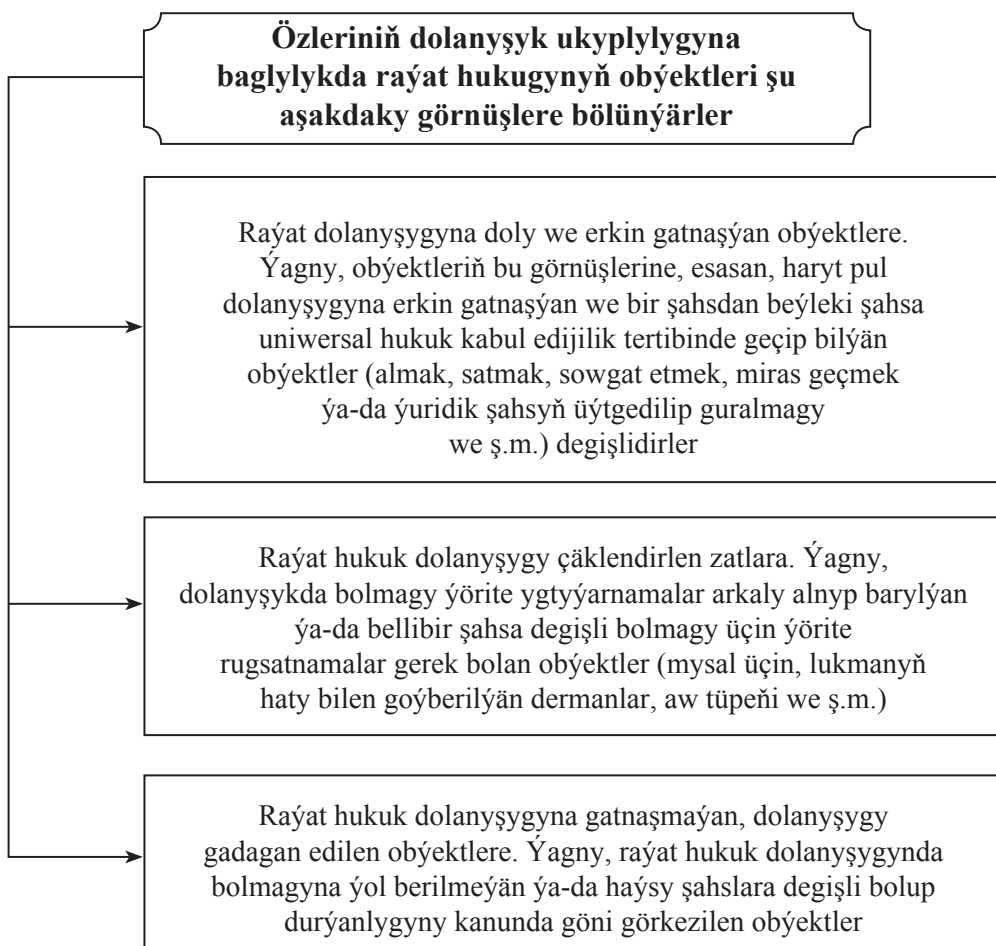 Özleriniň dolanyşyk ukyplylygyna
baglylykda raýat hukugynyň obýektleri şu
aşakdaky görnüşlere bölünýärler
Raýat dolanyşygyna doly we erkin gatnaşýan obýektlere.
Ýagny, obýektleriň bu görnüşlerine, esasan, haryt pul
dolanyşygyna erkin gatnaşýan we bir şahsdan beýleki şahsa
uniwersal hukuk kabul edijilik tertibinde geçip bilýän
obýektler (almak, satmak, sowgat etmek, miras geçmek
ýa-da ýuridik şahsyň üýtgedilip guralmagy
we ş.m.) degişlidirler
Raýat hukuk dolanyşygy çäklendirlen zatlara. Ýagny,
dolanyşykda bolmagy ýörite ygtyýarnamalar arkaly alnyp barylýan
ýa-da bellibir şahsa degişli bolmagy üçin ýörite
rugsatnamalar gerek bolan obýektler (mysal üçin, lukmanyň
haty bilen goýberilýän dermanlar, aw tüpeňi we ş.m.)
Raýat hukuk dolanyşygyna gatnaşmaýan, dolanyşygy
gadagan edilen obýektlere. Ýagny, raýat hukuk dolanyşygynda
bolmagyna ýol berilmeýän ýa-da haýsy şahslara degişli bolup
durýanlygyny kanunda göni görkezilen obýektler